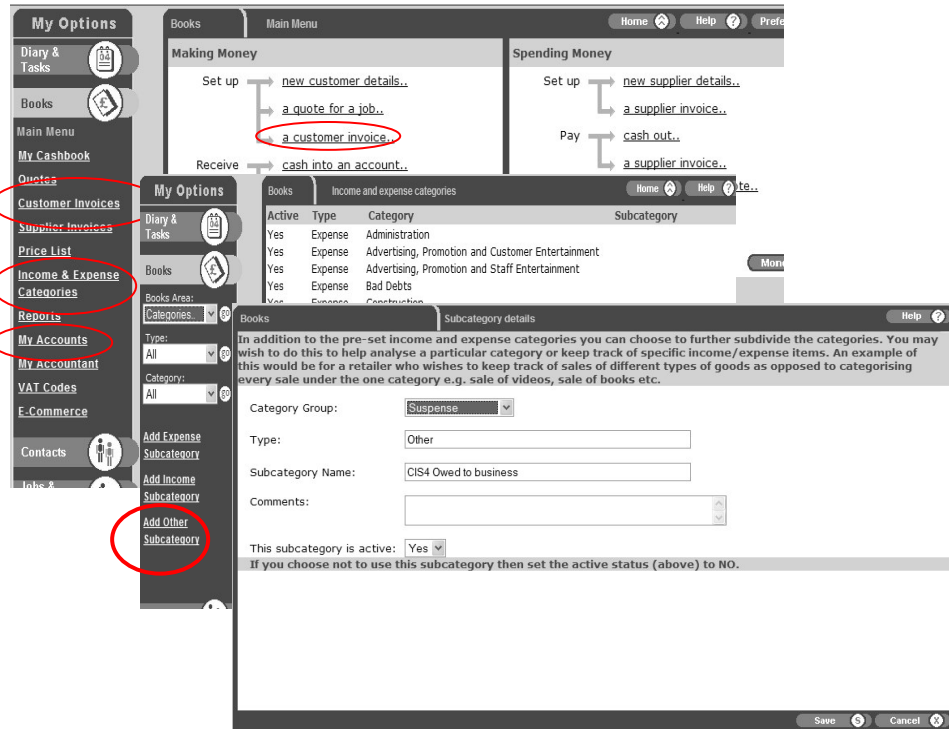 My Options
Diary &
Tasks
04
Books
£
Main Menu
My Cashbook
Quotes
Customer Invoices
Supplier Invoices
Price List
Income & Expense
Categories
Reports
My Accounts
My Accountant
VAT Codes
E-Commerce
Contacts
Jobs &
Books
Main Menu
Home
Help ?
Prefe
Making Money
Set up
new customer details..
a quote for a job..
a customer invoice..
Receive
cash into an account..
Spending Money
Set up
new supplier details..
a supplier invoice..
Pay
cash out..
a supplier invoice..
te..
Mone
My Options
Diary &
Tasks
04
Books
£
Books Area:
Categories.. go
Type:
All go
Category:
All go
Add Expense
Subcategory
Add Income
Subcategory
Add Other
Subcategory
Books
Income and expense categories
Home
Help ?
Active Type Category Subcategory
Yes Expense Administration
Yes Expense Advertising, Promotion and Customer Entertainment
Yes Expense Advertising, Promotion and Staff Entertainment
Yes Expense Bad Debts
Yes Expense Construction
Books
Subcategory details
Help ?
In addition to the pre-set income and expense categories you can choose to further subdivide the categories. You may
wish to do this to help analyse a particular category or keep track of specific income/expense items. An example of
this would be for a retailer who wishes to keep track of sales of different types of goods as opposed to categorising
every sale under the one category e.g. sale of videos, sale of books etc.
Category Group: Suspense
Type: Other
Subcategory Name: CIS4 Owed to business
Comments:
This subcategory is active: Yes
If you choose not to use this subcategory then set the active status (above) to NO.
Save S
Cancel X